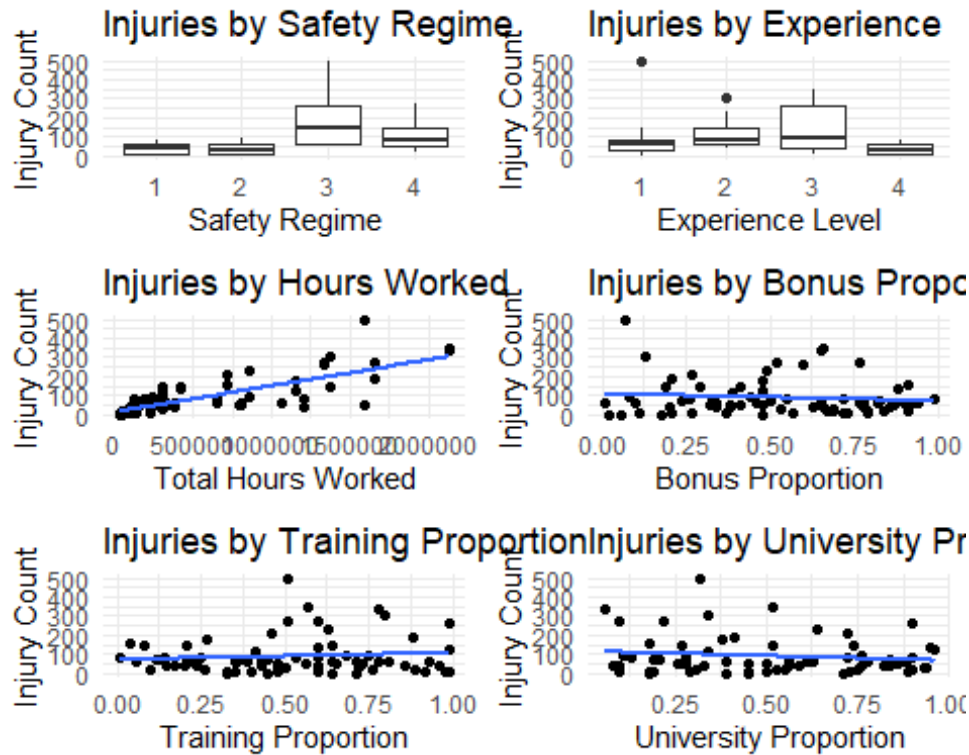 Injuries by Safety Regime
Injury Count
500
400
300
200
100
0
1 2 3 4
Safety Regime
Injuries by Experience
Injury Count
500
400
300
200
100
0
1 2 3 4
Experience Level
Injuries by Hours Worked
Injury Count
500
400
300
200
100
0
0
Total Hours Worked
Injuries by Bonus Propo
Injury Count
500
400
300
200
100
0
0.00 0.25 0.50 0.75 1.00
Bonus Proportion
Injuries by Training Proportion
Injury Count
500
400
300
200
100
0
0.00 0.25 0.50 0.75 1.00
Training Proportion
Injuries by University Pr
Injury Count
500
400
300
200
100
0
0.25 0.50 0.75 1.00
University Proportion